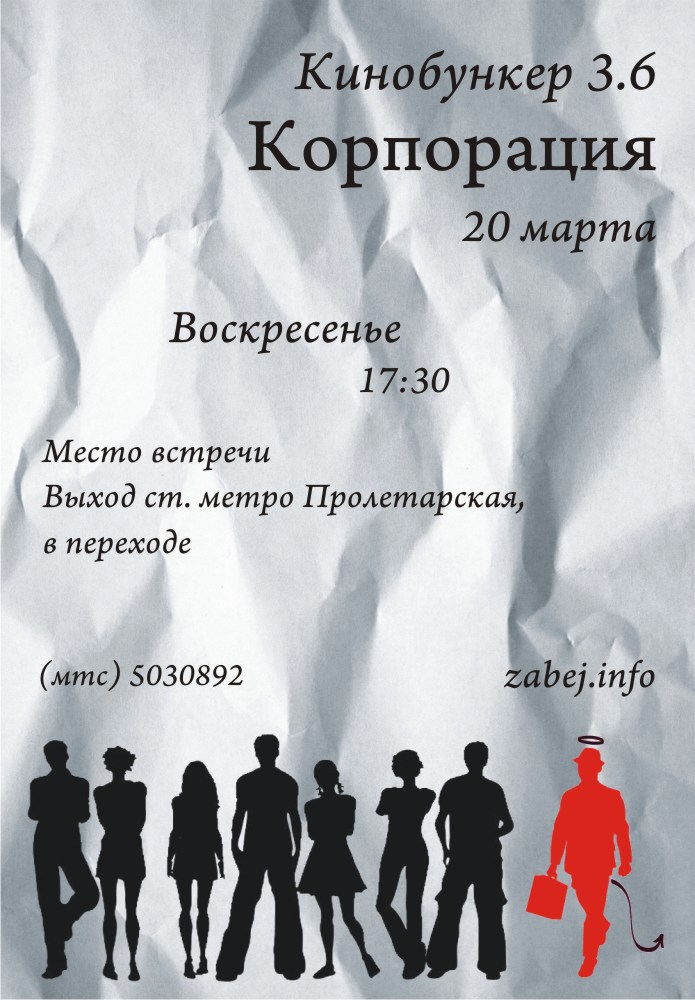 Кинобункер 3.6
Корпорация
20 марта
Воскресенье
17:30
Место встречи
Выход ст. метро Пролетарская,
в переходе
(мтс) 5030892
zabej.info